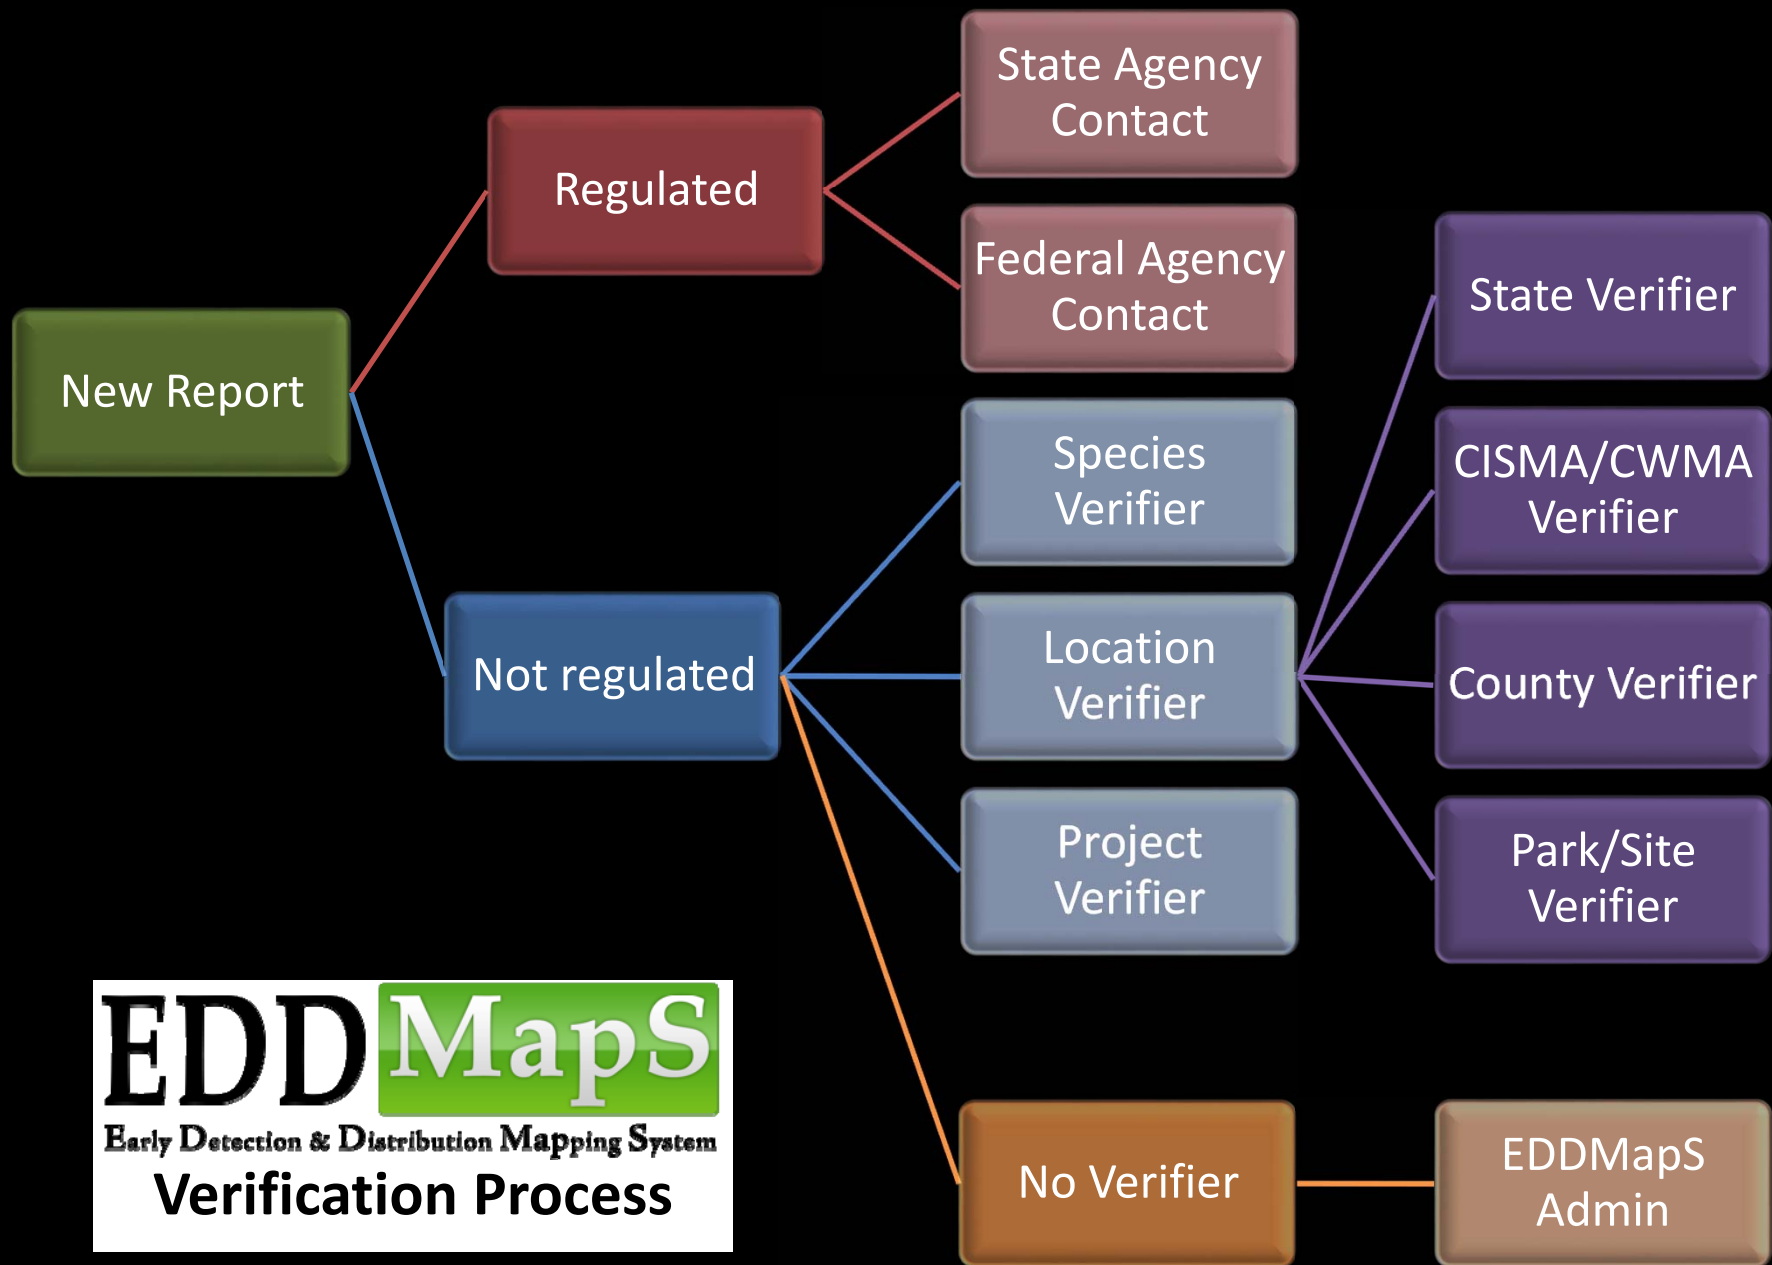 New Report
Regulated
State Agency
Contact
Federal Agency
Contact
Not regulated
Species
Verifier
Location
Verifier
Project
Verifier
State Verifier
CISMA/CWMA
Verifier
County Verifier
Park/Site
Verifier
No Verifier
EDDMapS
Admin
EDDMapS
Early Detection & Distribution Mapping System
Verification Process